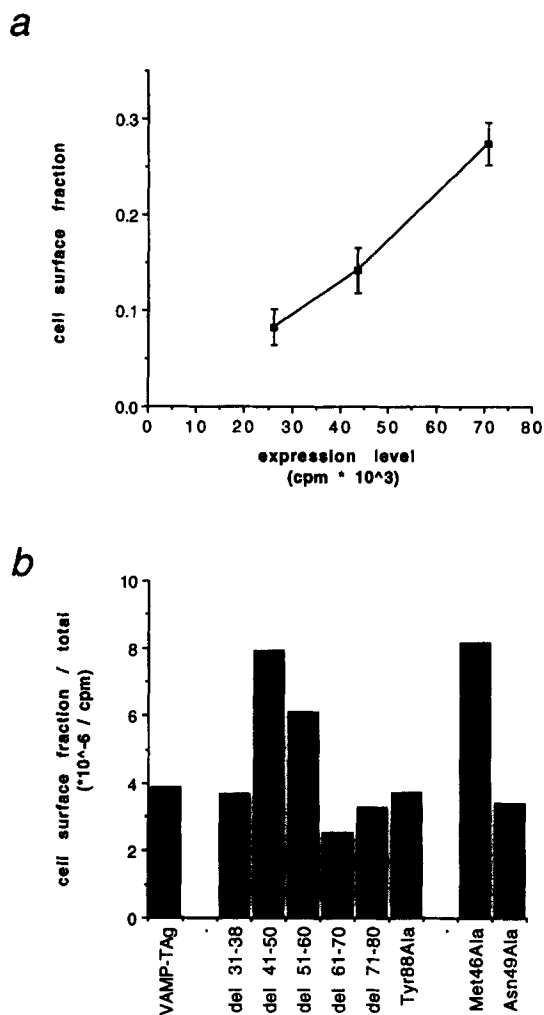 a
cell surface fraction
0.3
0.2
0.1
0.0
0 10 20 30 40 50 60 70 80
expression level
(cpm * 10^3)
b
cell surface fraction / total
(*10^-6 / cpm)
10
8
6
4
2
0
VAMP-TAg
del 31-38
del 41-50
del 51-60
del 61-70
del 71-80
Tyr88Ala
Met46Ala
Asn49Ala